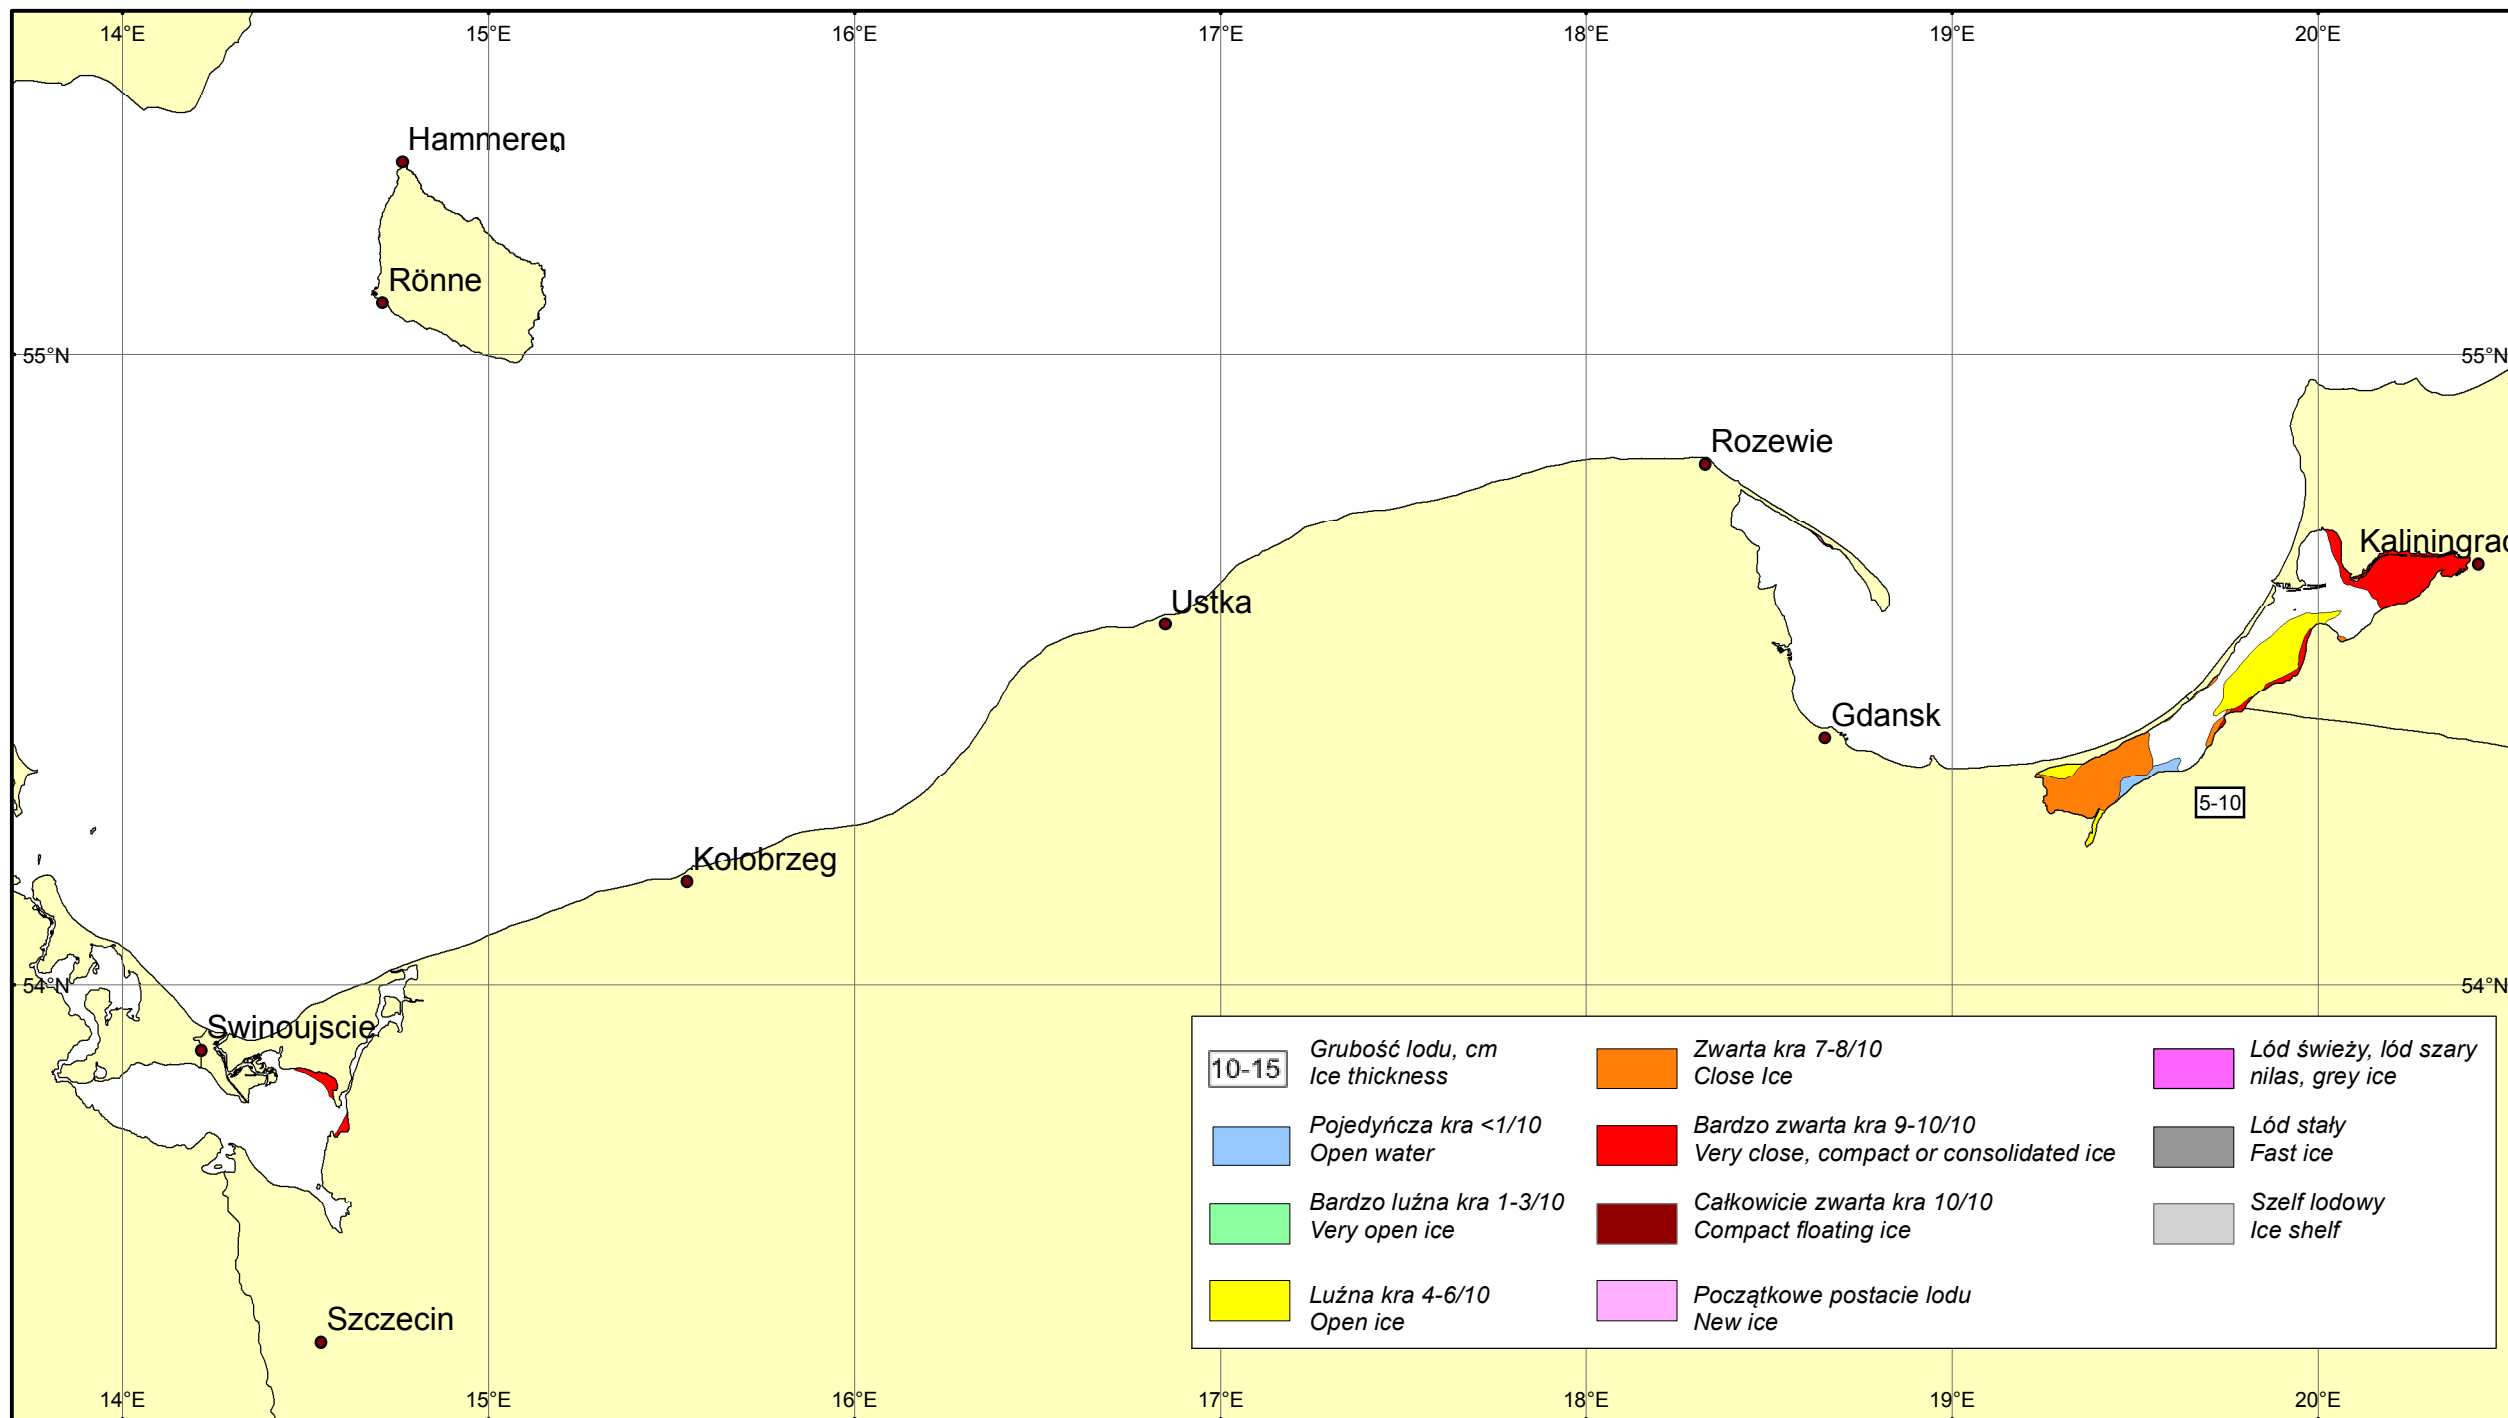 14°E 15°E 16°E 17°E 18°E 19°E 20°E
Hammeren
Rönne
55°N 55°N
Rozewie
Kaliningrad
Ustka
Gdansk
5-10
Kolobrzeg
54°N 54°N
Swinoujscie
Szczecin
10-15
Grubość lodu, cm
Ice thickness
Pojedyńcza kra <1/10
Open water
Bardzo luźna kra 1-3/10
Very open ice
Luźna kra 4-6/10
Open ice
Zwarta kra 7-8/10
Close Ice
Bardzo zwarta kra 9-10/10
Very close, compact or consolidated ice
Całkowicie zwarta kra 10/10
Compact floating ice
Początkowe postacie lodu
New ice
Lód świeży, lód szary
nilas, grey ice
Lód stały
Fast ice
Szelf lodowy
Ice shelf
14°E 15°E 16°E 17°E 18°E 19°E 20°E